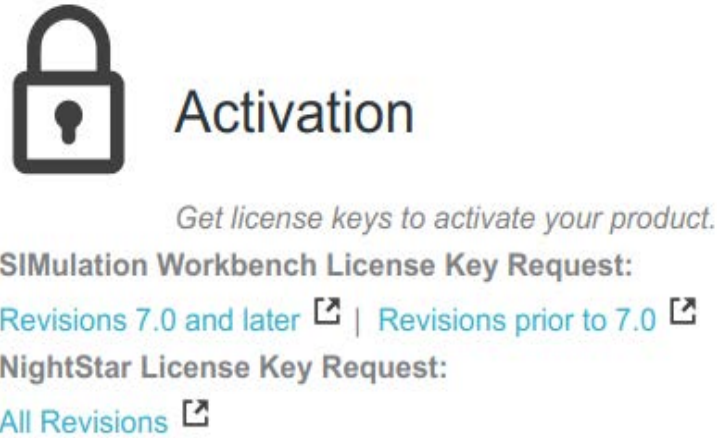 Activation
Get license keys to activate your product.
SIMulation Workbench License Key Request:
Revisions 7.0 and later | Revisions prior to 7.0
NightStar License Key Request:
All Revisions